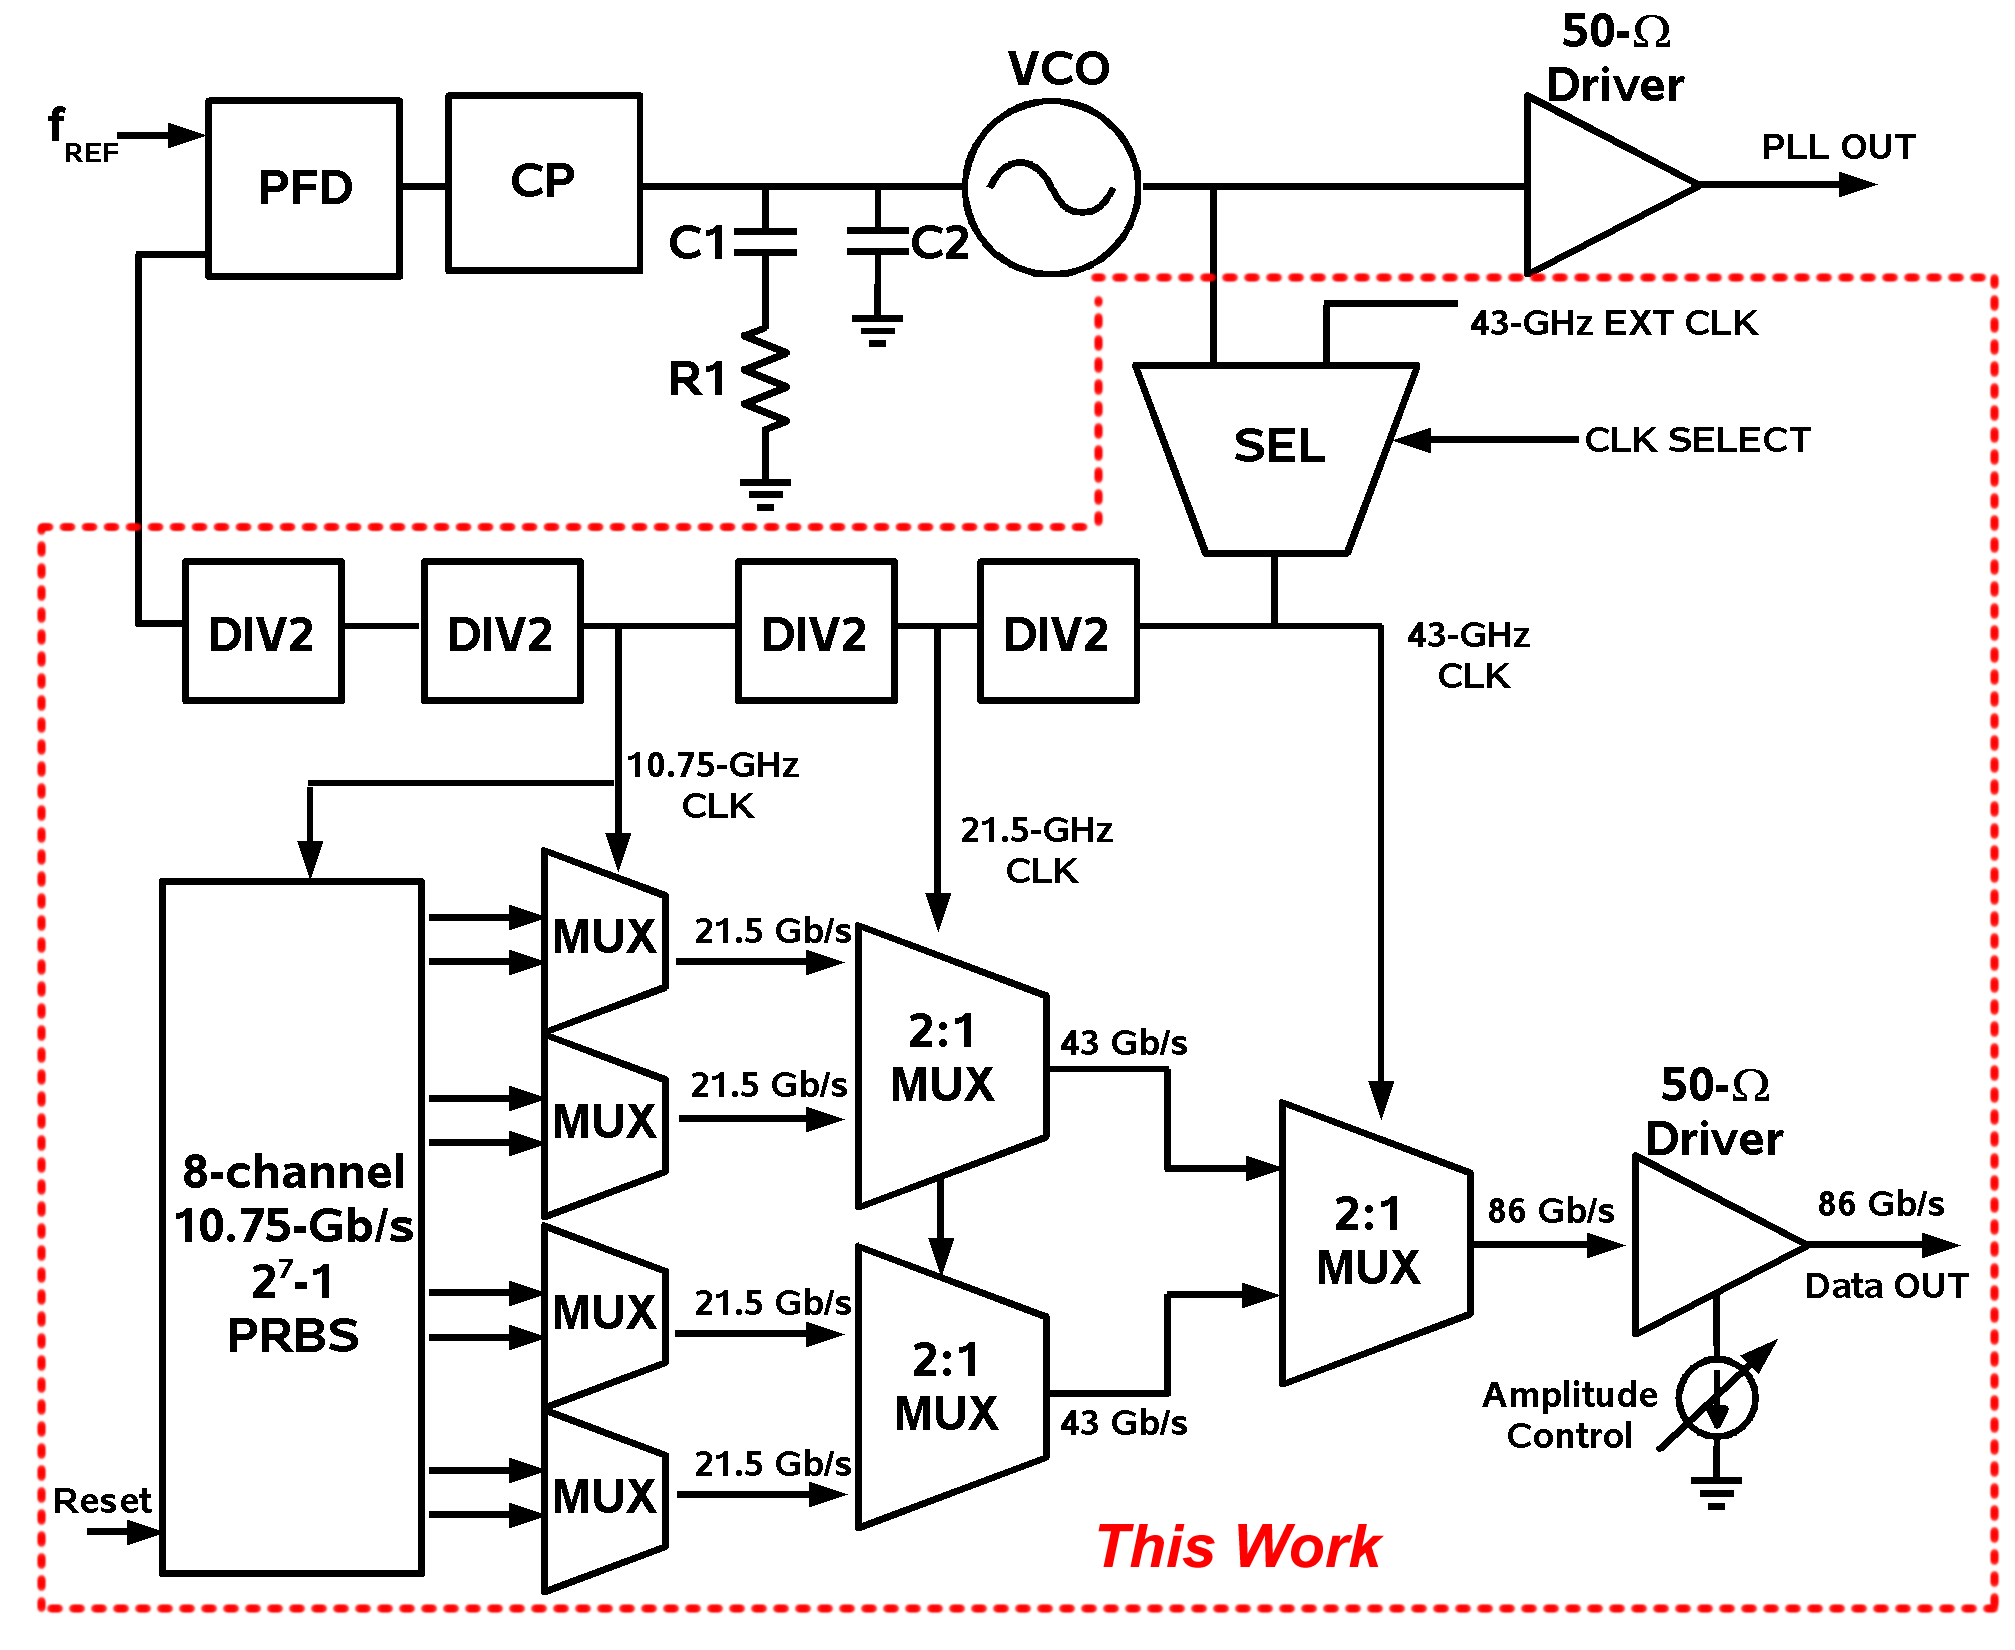 50-Ω
Driver
VCO
f_REF
PFD
CP
PLL OUT
C1
C2
R1
43-GHz EXT CLK
SEL
CLK SELECT
DIV2
DIV2
DIV2
DIV2
43-GHz
CLK
10.75-GHz
CLK
21.5-GHz
CLK
MUX
21.5 Gb/s
2:1
MUX
43 Gb/s
MUX
21.5 Gb/s
8-channel
10.75-Gb/s
2⁷-1
PRBS
2:1
MUX
86 Gb/s
50-Ω
Driver
86 Gb/s
Data OUT
MUX
21.5 Gb/s
2:1
MUX
43 Gb/s
Amplitude
Control
MUX
21.5 Gb/s
Reset
This Work